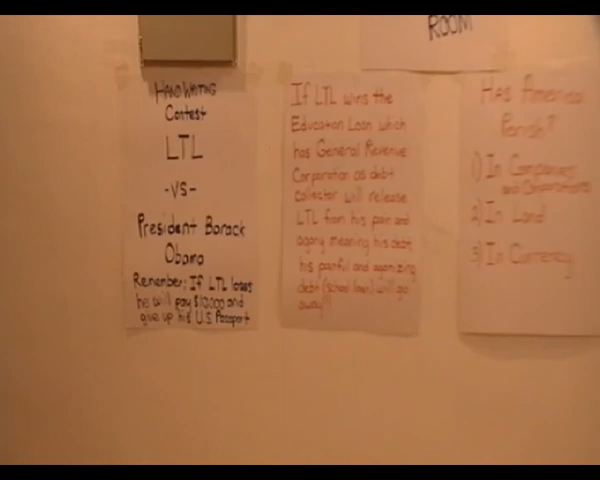 ROOM
HANDWRITING
Contest
LTL
-VS-
President Barack
Obama
Remember: If LTL loses
he will pay $10,000 and
give up his U.S. Passport
If LTL wins the
Education Loan which
has General Revenue
Corporation as debt
collector will release
LTL from his pain and
agony meaning his debt,
his painful and agonizing
debt (school loan) will go
away!!!
Has American
Perish?
1) In Companies
and Corporations
2) In Land
3) In Currency